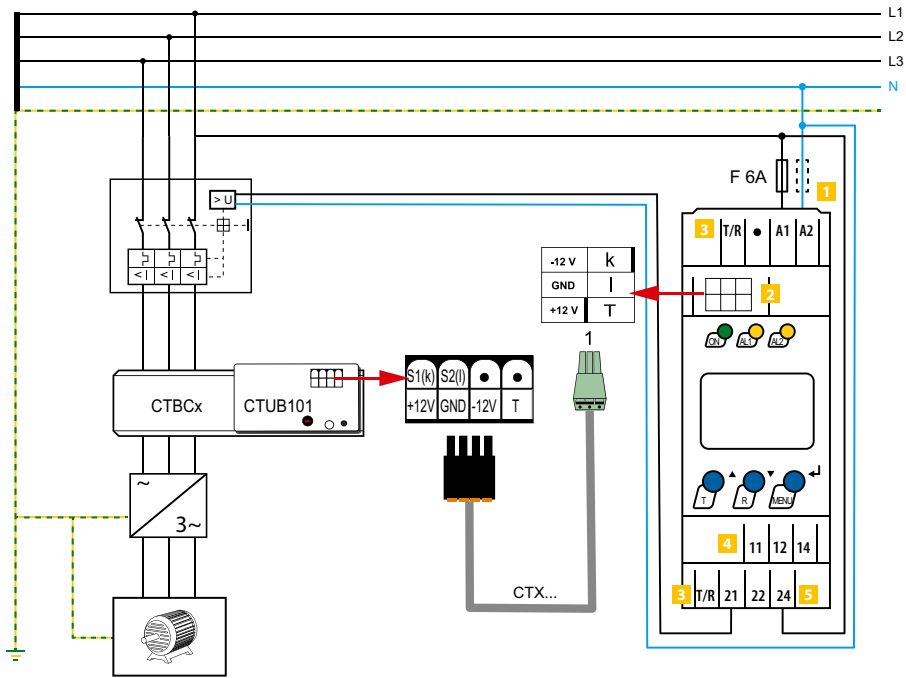 L1
L2
L3
N
F 6A
1
> U
3 T/R • A1 A2
-12 V k
GND l
+12 V T
2
1
ON AL1 AL2
< I < I < I
CTBCx CTUB101
S1(k) S2(l) • •
+12V GND -12V T
~
3~
T R MENU
4 11 12 14
3 T/R 21 22 24 5
CTX...